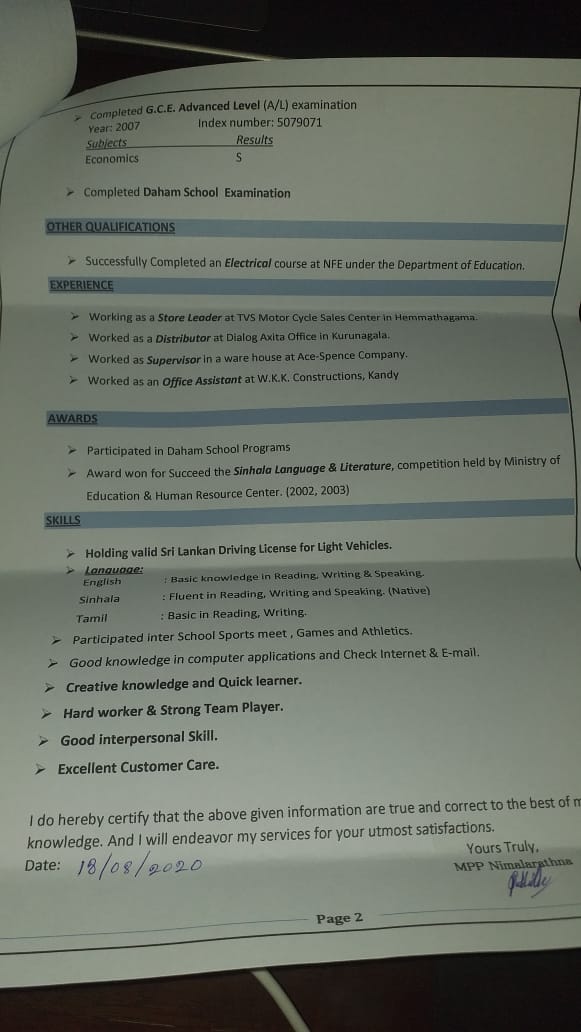 ➢ Completed G.C.E. Advanced Level (A/L) examination
Year: 2007 Index number: 5079071
Subjects Results
Economics S
➢ Completed Daham School Examination
OTHER QUALIFICATIONS
➢ Successfully Completed an Electrical course at NFE under the Department of Education.
EXPERIENCE
➢ Working as a Store Leader at TVS Motor Cycle Sales Center in Hemmathagama.
➢ Worked as a Distributor at Dialog Axita Office in Kurunagala.
➢ Worked as Supervisor in a ware house at Ace-Spence Company.
➢ Worked as an Office Assistant at W.K.K. Constructions, Kandy
AWARDS
➢ Participated in Daham School Programs
➢ Award won for Succeed the Sinhala Language & Literature, competition held by Ministry of
Education & Human Resource Center. (2002, 2003)
SKILLS
➢ Holding valid Sri Lankan Driving License for Light Vehicles.
➢ Language:
English : Basic knowledge in Reading, Writing & Speaking.
Sinhala : Fluent in Reading, Writing and Speaking. (Native)
Tamil : Basic in Reading, Writing.
➢ Participated inter School Sports meet , Games and Athletics.
➢ Good knowledge in computer applications and Check Internet & E-mail.
➢ Creative knowledge and Quick learner.
➢ Hard worker & Strong Team Player.
➢ Good interpersonal Skill.
➢ Excellent Customer Care.
I do hereby certify that the above given information are true and correct to the best of m
knowledge. And I will endeavor my services for your utmost satisfactions.
Yours Truly,
Date: 18/08/2020
MPP Nimalarathna
Page 2